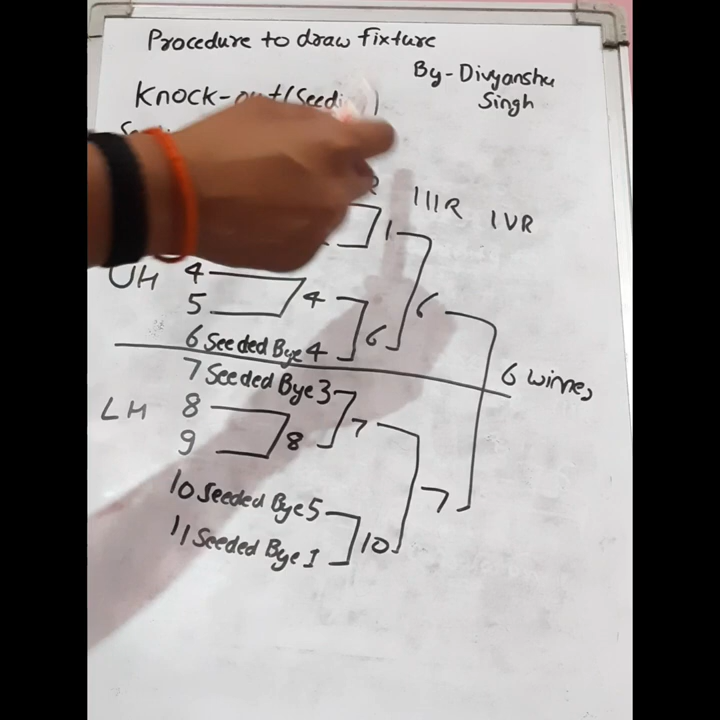 Procedure to draw fixture
By-Divyanshu
Singh
Knock-out(Seedi
IIIR IVR
1
UH 4 4 6
5
6 Seeded Bye 4 6
7 Seeded Bye 3 6 winner
LH 8 7
9 8
10 Seeded Bye 5 7
11 Seeded Bye I 10